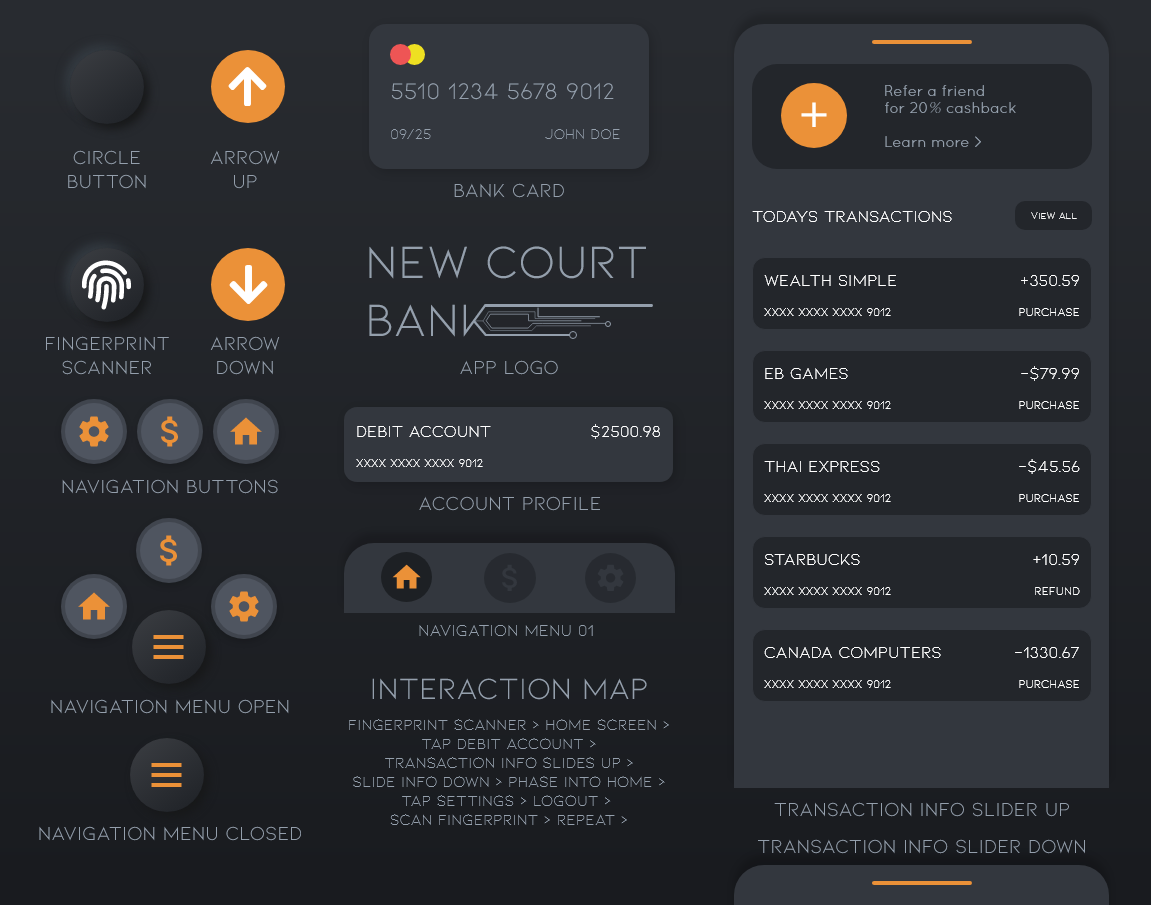 CIRCLE
BUTTON
ARROW
UP
FINGERPRINT
SCANNER
ARROW
DOWN
$
NAVIGATION BUTTONS
$
NAVIGATION MENU OPEN
NAVIGATION MENU CLOSED
5510 1234 5678 9012
09/25 JOHN DOE
BANK CARD
NEW COURT
BANK
APP LOGO
DEBIT ACCOUNT $2500.98
XXXX XXXX XXXX 9012
ACCOUNT PROFILE
$
NAVIGATION MENU 01
INTERACTION MAP
FINGERPRINT SCANNER > HOME SCREEN >
TAP DEBIT ACCOUNT >
TRANSACTION INFO SLIDES UP >
SLIDE INFO DOWN > PHASE INTO HOME >
TAP SETTINGS > LOGOUT >
SCAN FINGERPRINT > REPEAT >
Refer a friend
for 20% cashback
Learn more >
TODAYS TRANSACTIONS VIEW ALL
WEALTH SIMPLE +350.59
XXXX XXXX XXXX 9012 PURCHASE
EB GAMES -$79.99
XXXX XXXX XXXX 9012 PURCHASE
THAI EXPRESS -$45.56
XXXX XXXX XXXX 9012 PURCHASE
STARBUCKS +10.59
XXXX XXXX XXXX 9012 REFUND
CANADA COMPUTERS -1330.67
XXXX XXXX XXXX 9012 PURCHASE
TRANSACTION INFO SLIDER UP
TRANSACTION INFO SLIDER DOWN